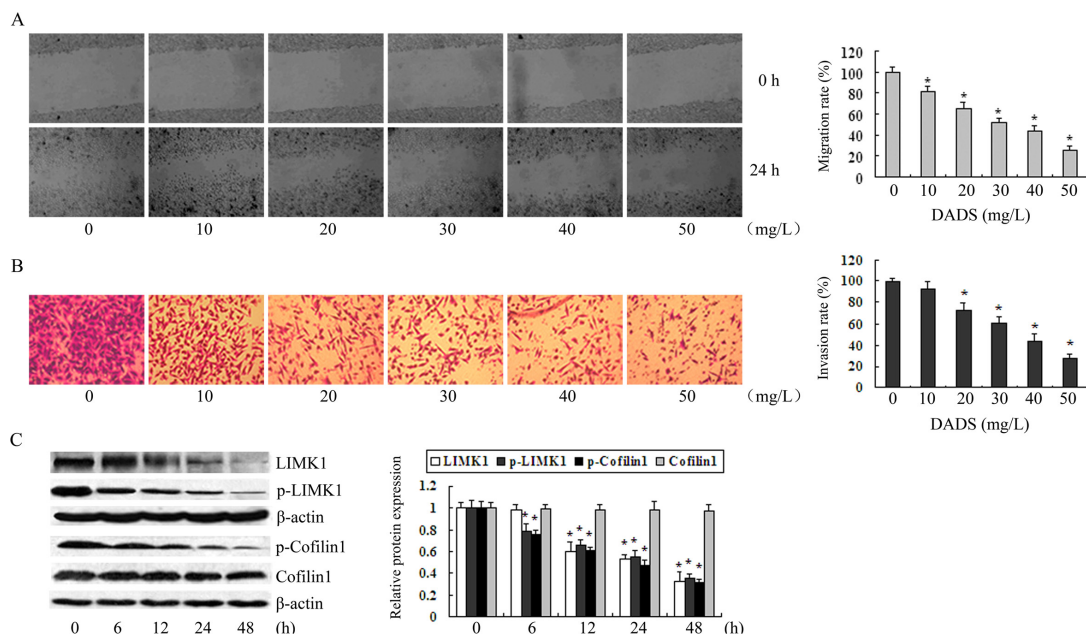 A
0 h
24 h
0 10 20 30 40 50 （mg/L）
Migration rate (%)
120
100
80
60
40
20
0
* * * * *
0 10 20 30 40 50
DADS (mg/L)
B
0 10 20 30 40 50 （mg/L）
Invasion rate (%)
120
100
80
60
40
20
0
* * * *
0 10 20 30 40 50
DADS (mg/L)
C
LIMK1
p-LIMK1
β-actin
p-Cofilin1
Cofilin1
β-actin
0 6 12 24 48 (h)
LIMK1 p-LIMK1 p-Cofilin1 Cofilin1
Relative protein expression
1.2
1
0.8
0.6
0.4
0.2
0
* * * * * * * * * * *
0 6 12 24 48 (h)